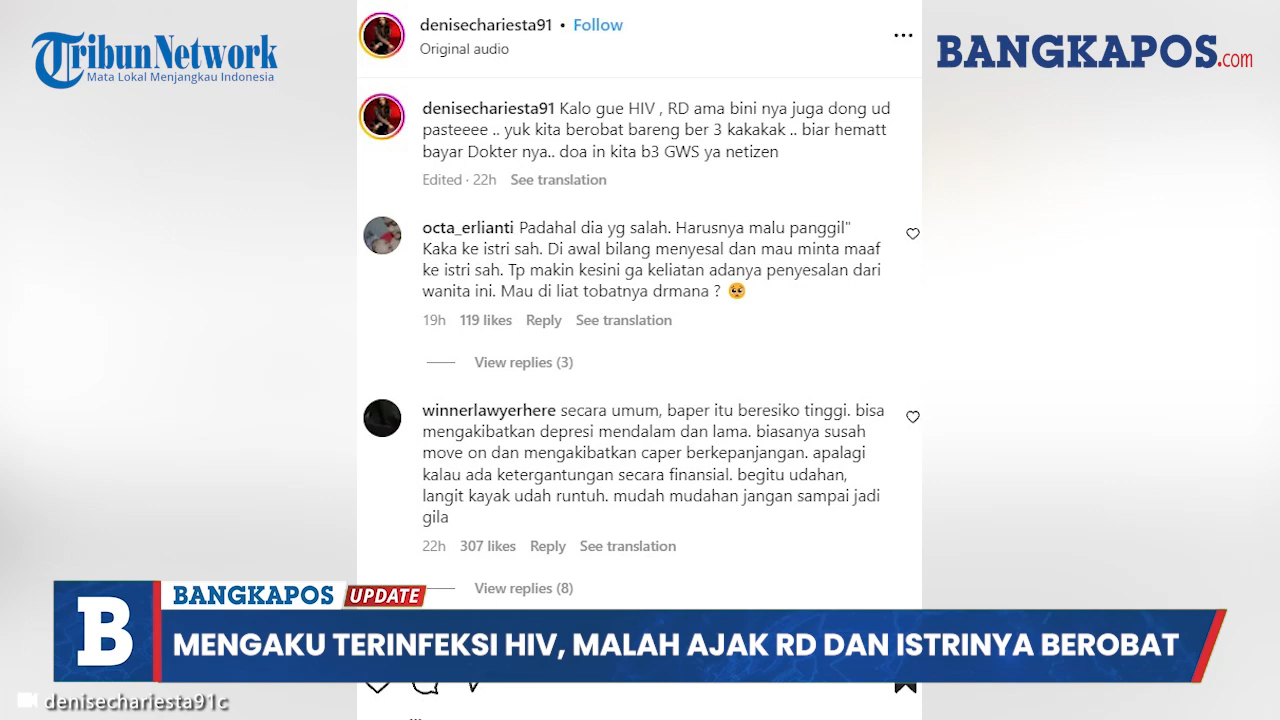 Tribun Network
Mata Lokal Menjangkau Indonesia
denisechariesta91 • Follow
Original audio
BANGKAPOS.com
denisechariesta91 Kalo gue HIV , RD ama bini nya juga dong ud
pasteeee .. yuk kita berobat bareng ber 3 kakakak .. biar hematt
bayar Dokter nya.. doa in kita b3 GWS ya netizen
Edited · 22h See translation
octa_erlianti Padahal dia yg salah. Harusnya malu panggil"
Kaka ke istri sah. Di awal bilang menyesal dan mau minta maaf
ke istri sah. Tp makin kesini ga keliatan adanya penyesalan dari
wanita ini. Mau di liat tobatnya drmana ? 🥺
19h 119 likes Reply See translation
View replies (3)
winnerlawyerhere secara umum, baper itu beresiko tinggi. bisa
mengakibatkan depresi mendalam dan lama. biasanya susah
move on dan mengakibatkan caper berkepanjangan. apalagi
kalau ada ketergantungan secara finansial. begitu udahan,
langit kayak udah runtuh. mudah mudahan jangan sampai jadi
gila
22h 307 likes Reply See translation
View replies (8)
B BANGKAPOS UPDATE
MENGAKU TERINFEKSI HIV, MALAH AJAK RD DAN ISTRINYA BEROBAT
denisechariesta91c